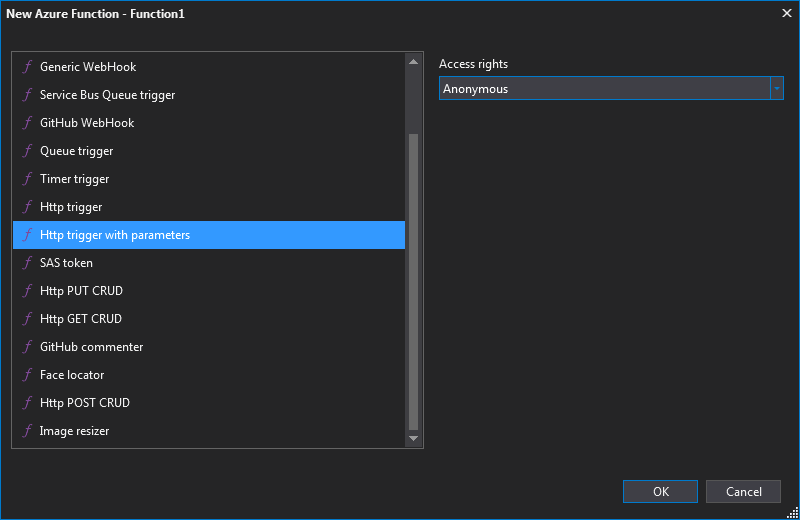 New Azure Function - Function1
Generic WebHook
Service Bus Queue trigger
GitHub WebHook
Queue trigger
Timer trigger
Http trigger
Http trigger with parameters
SAS token
Http PUT CRUD
Http GET CRUD
GitHub commenter
Face locator
Http POST CRUD
Image resizer
Access rights
Anonymous
OK
Cancel